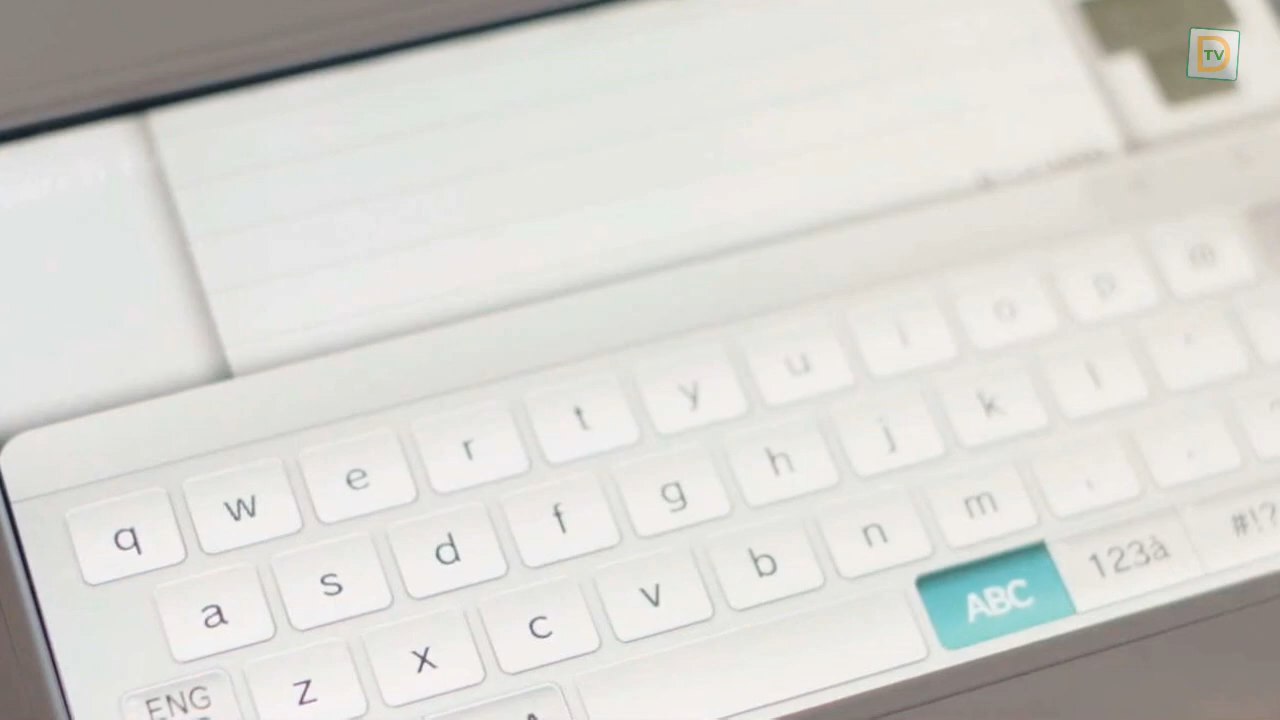 D
TV
q w e r t y u i o p @
a s d f g h j k l '
ENG z x c v b n m , .
ABC 123à #!?